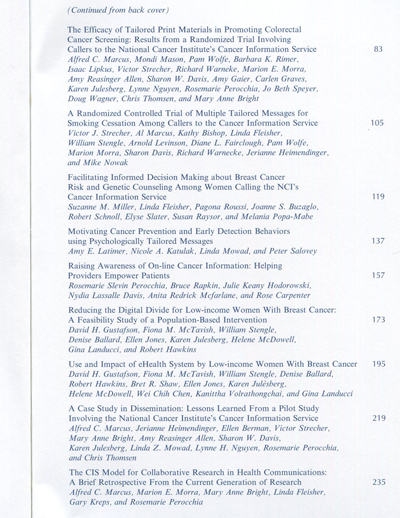 (Continued from back cover)
The Efficacy of Tailored Print Materials in Promoting Colorectal
Cancer Screening: Results from a Randomized Trial Involving
Callers to the National Cancer Institute's Cancer Information Service 83
Alfred C. Marcus, Mondi Mason, Pam Wolfe, Barbara K. Rimer,
Isaac Lipkus, Victor Strecher, Richard Warneke, Marion E. Morra,
Amy Reasinger Allen, Sharon W. Davis, Amy Gaier, Carlen Graves,
Karen Julesberg, Lynne Nguyen, Rosemarie Perocchia, Jo Beth Speyer,
Doug Wagner, Chris Thomsen, and Mary Anne Bright
A Randomized Controlled Trial of Multiple Tailored Messages for
Smoking Cessation Among Callers to the Cancer Information Service 105
Victor J. Strecher, Al Marcus, Kathy Bishop, Linda Fleisher,
William Stengle, Arnold Levinson, Diane L. Fairclough, Pam Wolfe,
Marion Morra, Sharon Davis, Richard Warnecke, Jerianne Heimendinger,
and Mike Nowak
Facilitating Informed Decision Making about Breast Cancer
Risk and Genetic Counseling Among Women Calling the NCI's
Cancer Information Service 119
Suzanne M. Miller, Linda Fleisher, Pagona Roussi, Joanne S. Buzaglo,
Robert Schnoll, Elyse Slater, Susan Raysor, and Melania Popa-Mabe
Motivating Cancer Prevention and Early Detection Behaviors
using Psychologically Tailored Messages 137
Amy E. Latimer, Nicole A. Katulak, Linda Mowad, and Peter Salovey
Raising Awareness of On-line Cancer Information: Helping
Providers Empower Patients 157
Rosemarie Slevin Perocchia, Bruce Rapkin, Julie Keany Hodorowski,
Nydia Lassalle Davis, Anita Redrick Mcfarlane, and Rose Carpenter
Reducing the Digital Divide for Low-income Women With Breast Cancer:
A Feasibility Study of a Population-Based Intervention 173
David H. Gustafson, Fiona M. McTavish, William Stengle,
Denise Ballard, Ellen Jones, Karen Julesberg, Helene McDowell,
Gina Landucci, and Robert Hawkins
Use and Impact of eHealth System by Low-income Women With Breast Cancer 195
David H. Gustafson, Fiona M. McTavish, William Stengle, Denise Ballard,
Robert Hawkins, Bret R. Shaw, Ellen Jones, Karen Julèsberg,
Helene McDowell, Wei Chih Chen, Kanittha Volrathongchai, and Gina Landucci
A Case Study in Dissemination: Lessons Learned From a Pilot Study
Involving the National Cancer Institute's Cancer Information Service 219
Alfred C. Marcus, Jerianne Heimendinger, Ellen Berman, Victor Strecher,
Mary Anne Bright, Amy Reasinger Allen, Sharon W. Davis,
Karen Julesberg, Linda Z. Mowad, Lynne H. Nguyen, Rosemarie Perocchia,
and Chris Thomsen
The CIS Model for Collaborative Research in Health Communications:
A Brief Retrospective From the Current Generation of Research 235
Alfred C. Marcus, Marion E. Morra, Mary Anne Bright, Linda Fleisher,
Gary Kreps, and Rosemarie Perocchia